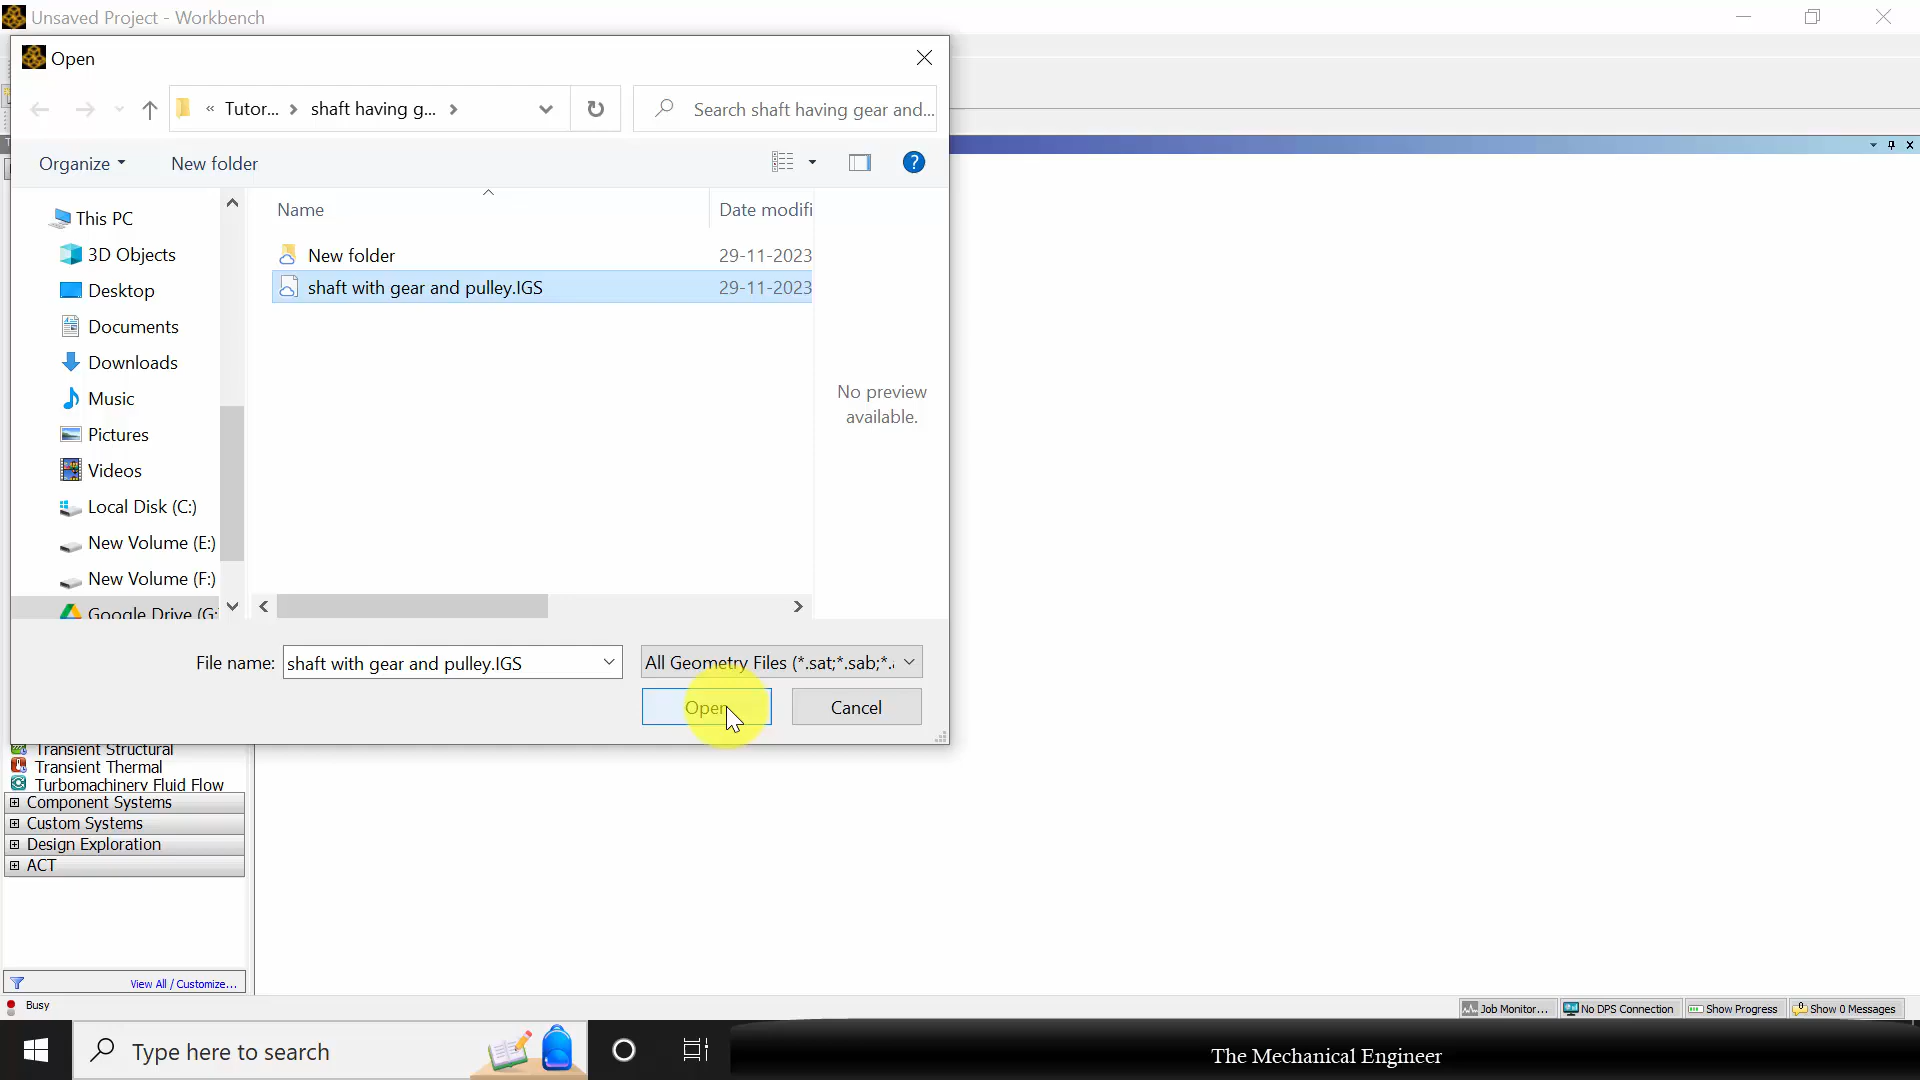 Unsaved Project - Workbench
Open
« Tutor... > shaft having g... >
Search shaft having gear and...
Organize
New folder
Name
Date modifi
This PC
3D Objects
Desktop
Documents
Downloads
Music
Pictures
Videos
Local Disk (C:)
New Volume (E:)
New Volume (F:)
Google Drive (G:
New folder
29-11-2023
shaft with gear and pulley.IGS
29-11-2023
No preview
available.
File name:
shaft with gear and pulley.IGS
All Geometry Files (*.sat;*.sab;*.
Open
Cancel
Transient Structural
Transient Thermal
Turbomachinery Fluid Flow
Component Systems
Custom Systems
Design Exploration
ACT
View All / Customize...
Busy
Job Monitor...
No DPS Connection
Show Progress
Show 0 Messages
Type here to search
The Mechanical Engineer